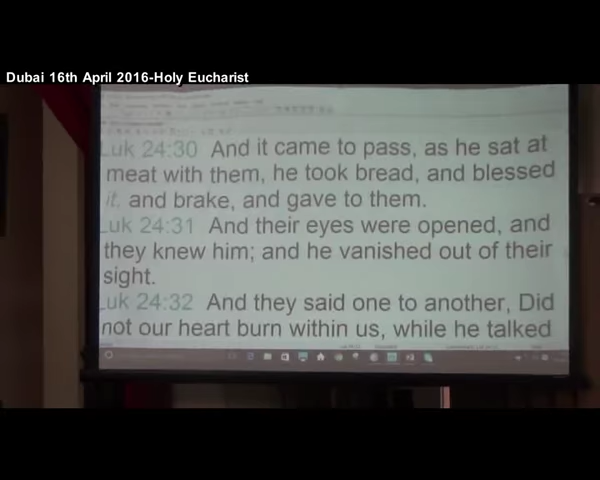 Dubai 16th April 2016-Holy Eucharist
Luk 24:30 And it came to pass, as he sat at
meat with them, he took bread, and blessed
it, and brake, and gave to them.
Luk 24:31 And their eyes were opened, and
they knew him; and he vanished out of their
sight.
Luk 24:32 And they said one to another, Did
not our heart burn within us, while he talked